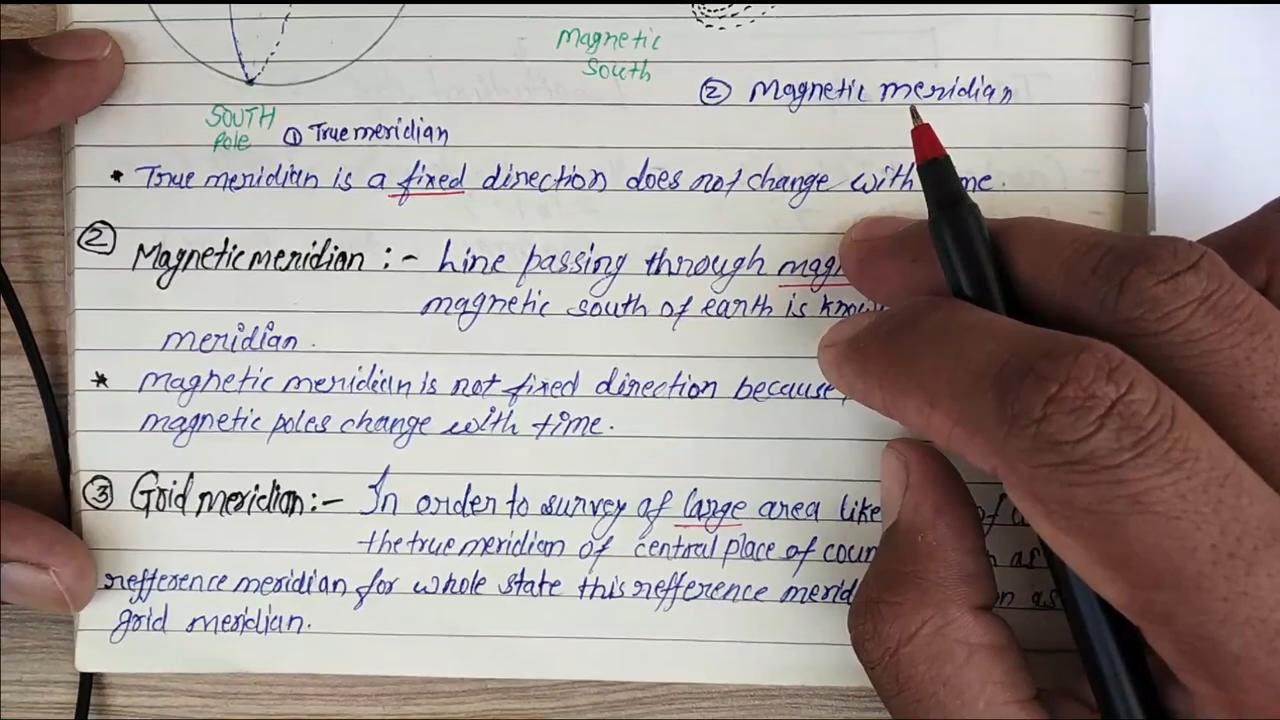 Magnetic
South
② Magnetic meridian
SOUTH
Pole
① True meridian
* True meridian is a fixed direction does not change with
② Magnetic meridian :- Line passing through
magnetic south of earth is
meridian.
* magnetic meridian is not fixed direction because
magnetic poles change with time.
③ Grid meridian:- In order to survey of large area like
the true meridian of central place of
refference meridian for whole state this refference
grid meridian.